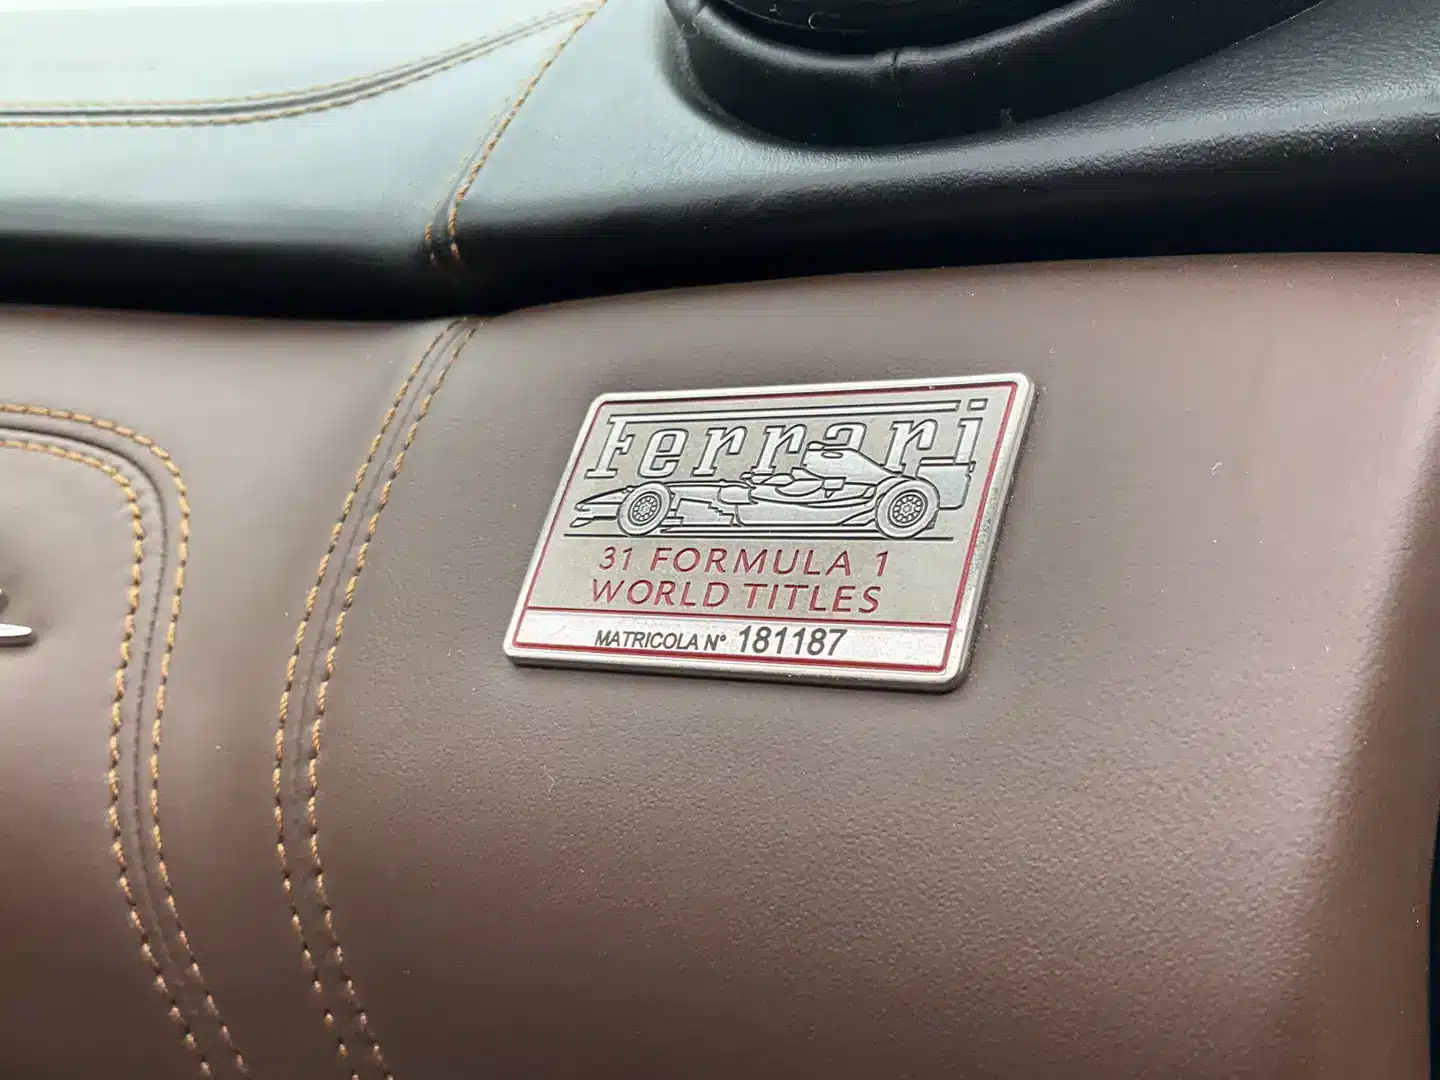 Ferrari
31 FORMULA 1
WORLD TITLES
MATRICOLA N° 181187